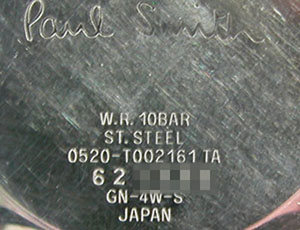 Paul Smith
W.R. 10BAR
ST. STEEL
0520-T002161 TA
62
GN-4W-S
JAPAN